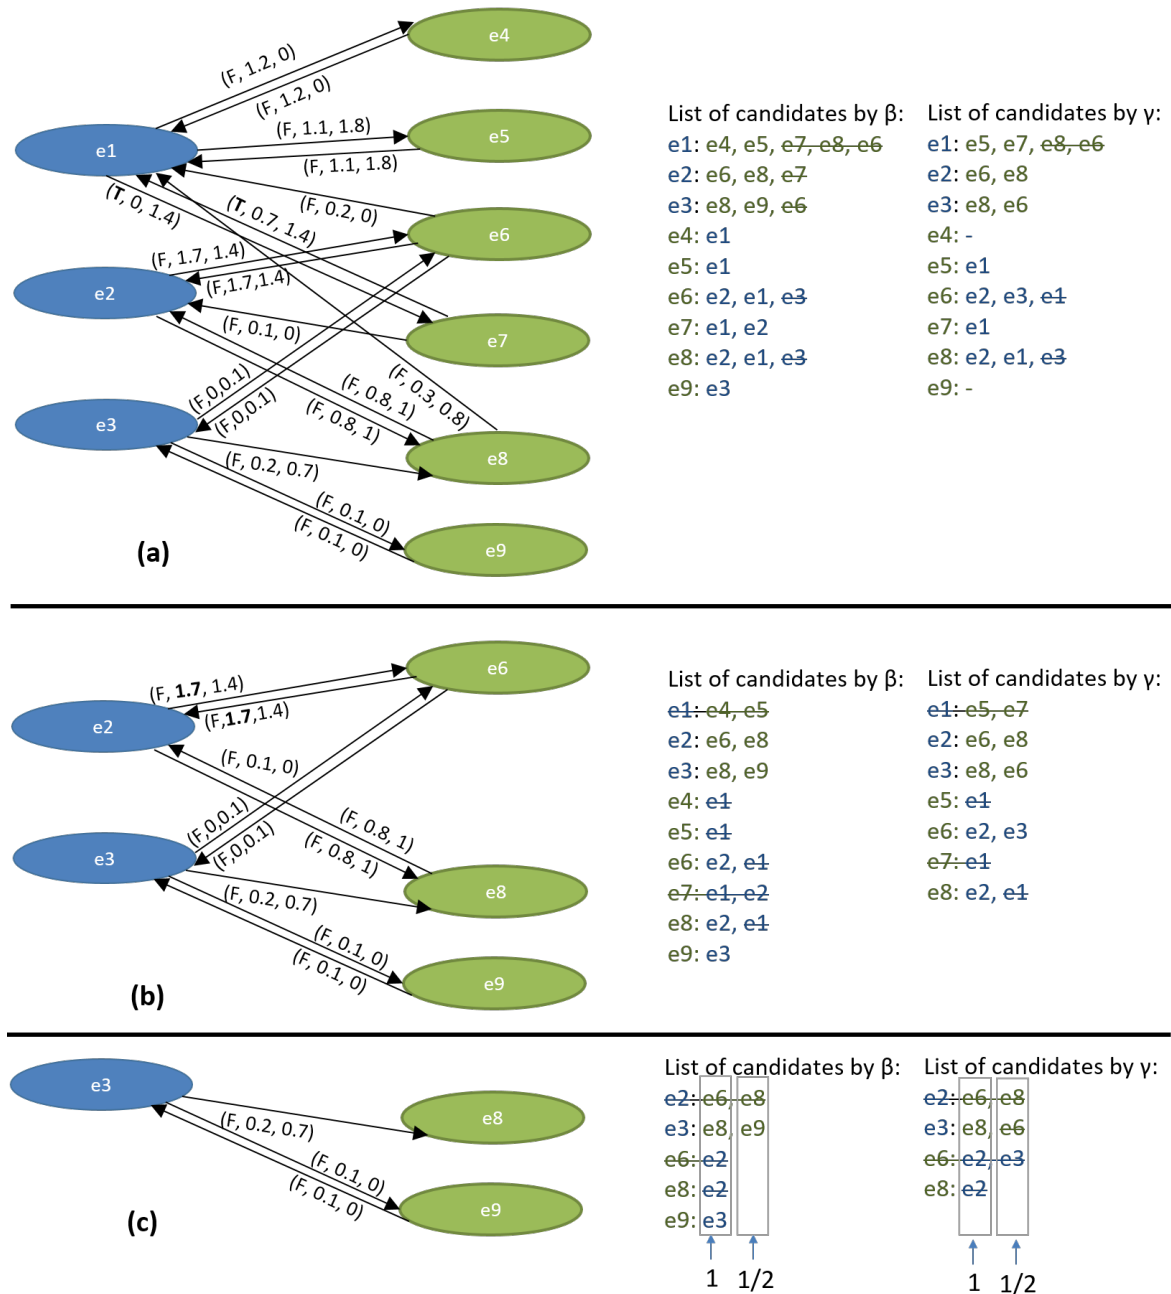 e4
(F, 1.2, 0)
(F, 1.2, 0)
e1
(F, 1.1, 1.8)
(F, 1.1, 1.8)
e5
(T, 0, 1.4)
(T, 0.7, 1.4)
(F, 0.2, 0)
e6
(F, 1.7, 1.4)
(F,1.7,1.4)
e2
(F, 0.1, 0)
e7
(F, 0.3, 0.8)
(F,0,0.1)
(F,0,0.1)
(F, 0.8, 1)
(F, 0.8, 1)
e3
e8
(F, 0.2, 0.7)
(F, 0.1, 0)
(F, 0.1, 0)
e9
(a)
List of candidates by β:
e1: e4, e5, e7, e8, e6
e2: e6, e8, e7
e3: e8, e9, e6
e4: e1
e5: e1
e6: e2, e1, e3
e7: e1, e2
e8: e2, e1, e3
e9: e3
List of candidates by γ:
e1: e5, e7, e8, e6
e2: e6, e8
e3: e8, e6
e4: -
e5: e1
e6: e2, e3, e1
e7: e1
e8: e2, e1, e3
e9: -
e6
(F, 1.7, 1.4)
(F,1.7,1.4)
e2
(F, 0.1, 0)
(F,0,0.1)
(F,0,0.1)
(F, 0.8, 1)
(F, 0.8, 1)
e3
e8
(F, 0.2, 0.7)
(F, 0.1, 0)
(F, 0.1, 0)
e9
(b)
List of candidates by β:
e1: e4, e5
e2: e6, e8
e3: e8, e9
e4: e1
e5: e1
e6: e2, e1
e7: e1, e2
e8: e2, e1
e9: e3
List of candidates by γ:
e1: e5, e7
e2: e6, e8
e3: e8, e6
e5: e1
e6: e2, e3
e7: e1
e8: e2, e1
e3
e8
(F, 0.2, 0.7)
(F, 0.1, 0)
(F, 0.1, 0)
e9
(c)
List of candidates by β:
e2: e6, e8
e3: e8, e9
e6: e2
e8: e2
e9: e3
1 1/2
List of candidates by γ:
e2: e6, e8
e3: e8, e6
e6: e2, e3
e8: e2
1 1/2